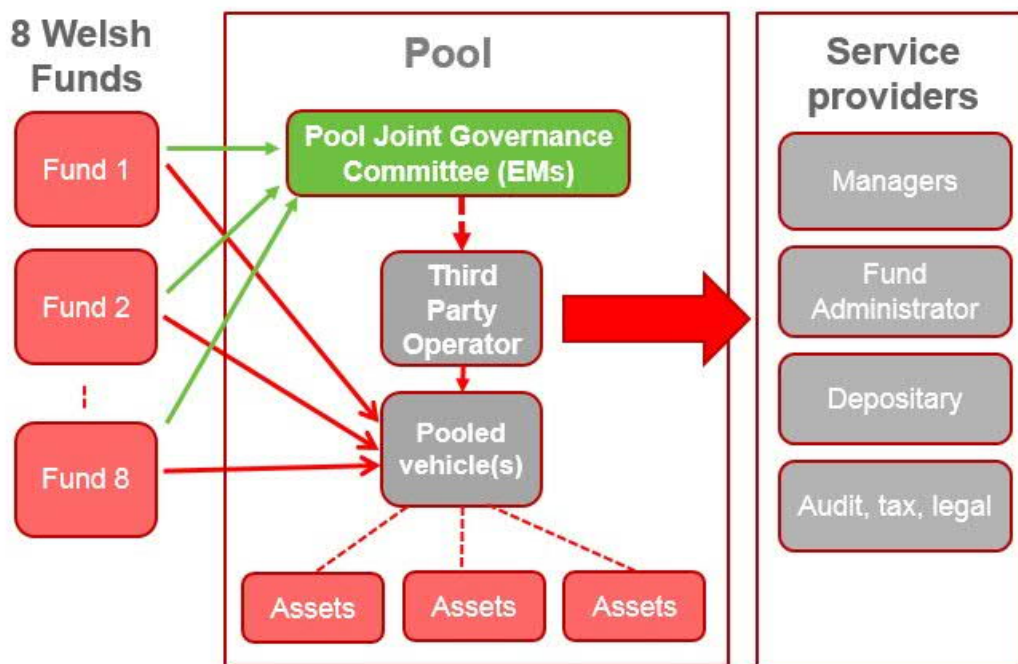 8 Welsh
Funds
Fund 1
Fund 2
Fund 8
Pool
Pool Joint Governance
Committee (EMs)
Third
Party
Operator
Pooled
vehicle(s)
Assets
Assets
Assets
Service
providers
Managers
Fund
Administrator
Depositary
Audit, tax, legal